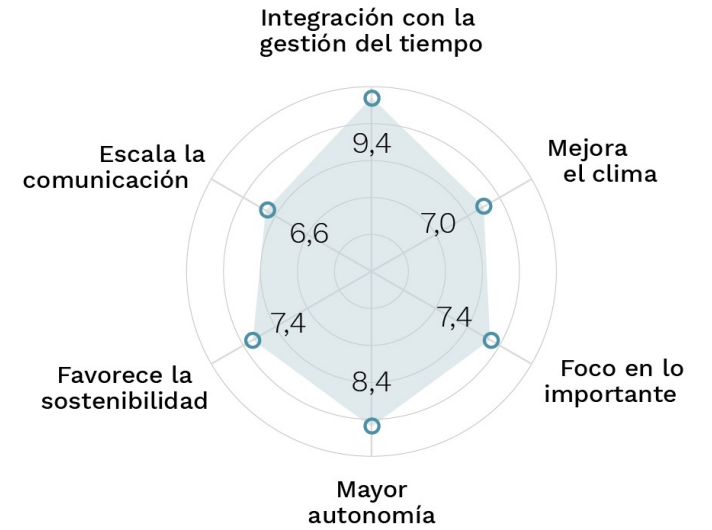 Integración con la
gestión del tiempo
9,4
Mejora
el clima
7,0
Foco en lo
importante
7,4
Mayor
autonomía
8,4
Favorece la
sostenibilidad
7,4
Escala la
comunicación
6,6